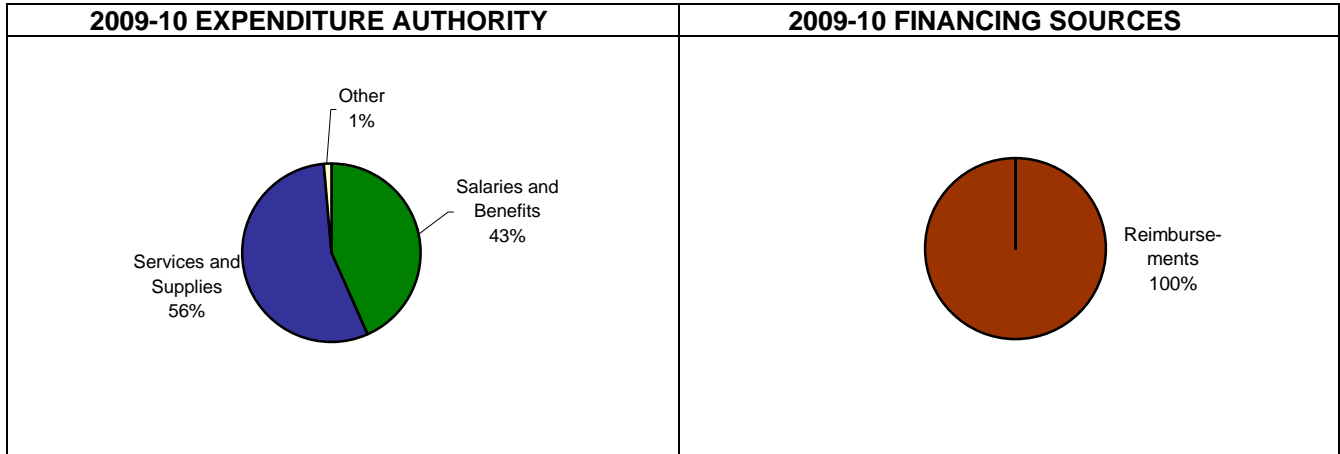 2009-10 EXPENDITURE AUTHORITY
Other
1%
Salaries and
Benefits
43%
Services and
Supplies
56%
2009-10 FINANCING SOURCES
Reimburse-
ments
100%